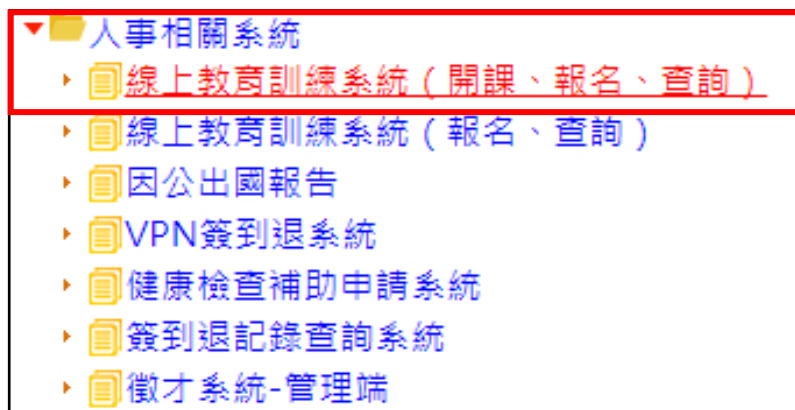 人事相關系統
線上教育訓練系統（開課、報名、查詢）
線上教育訓練系統（報名、查詢）
因公出國報告
VPN簽到退系統
健康檢查補助申請系統
簽到退記錄查詢系統
徵才系統-管理端